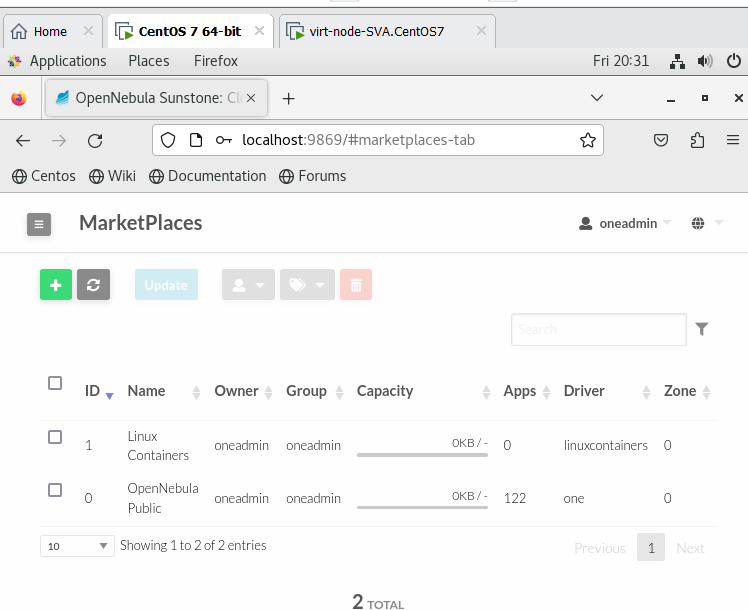 Home CentOS 7 64-bit virt-node-SVA.CentOS7
Applications Places Firefox Fri 20:31
OpenNebula Sunstone: Cl
localhost:9869/#marketplaces-tab
Centos Wiki Documentation Forums
MarketPlaces oneadmin
Update
Search
ID Name Owner Group Capacity Apps Driver Zone
1 Linux Containers oneadmin oneadmin 0KB / - 0 linuxcontainers 0
0 OpenNebula Public oneadmin oneadmin 0KB / - 122 one 0
10 Showing 1 to 2 of 2 entries Previous 1 Next
2 TOTAL